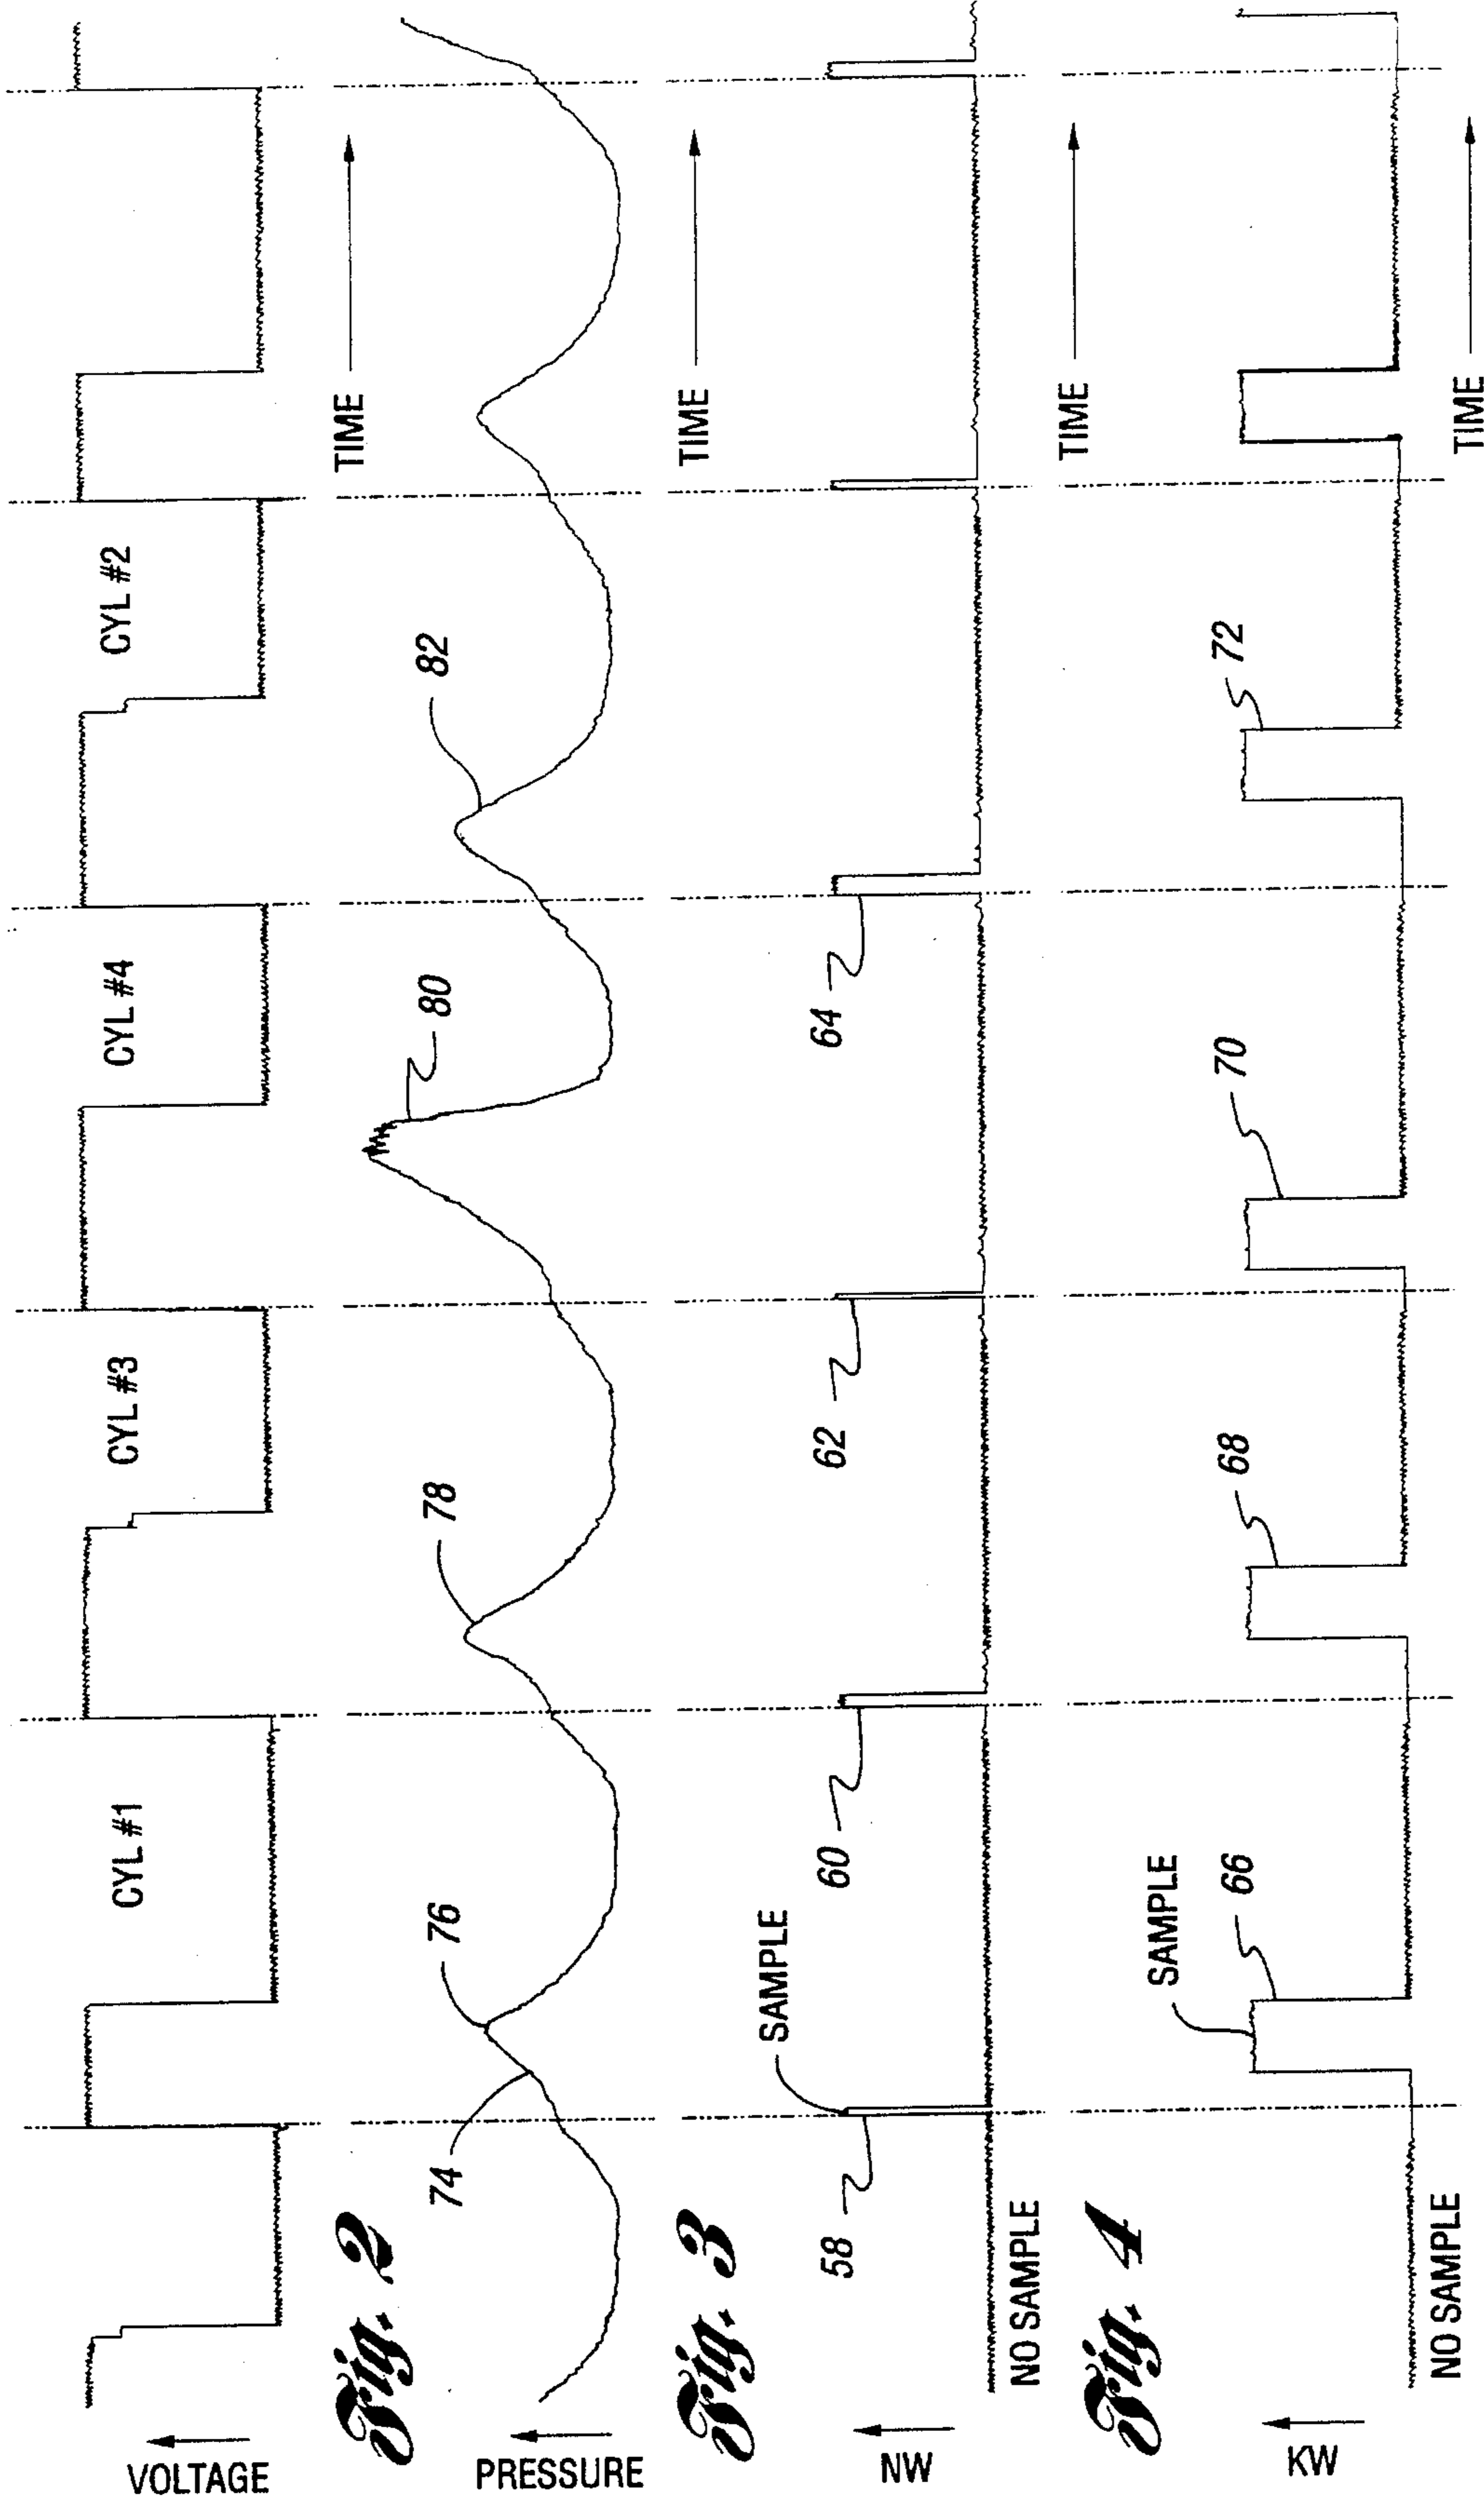 VOLTAGE
CYL #1
CYL #3
CYL #4
CYL #2
TIME
Fig. 2
PRESSURE
74
76
78
80
82
TIME
Fig. 3
NW
58
SAMPLE
60
62
64
NO SAMPLE
TIME
Fig. 4
KW
SAMPLE
66
68
70
72
NO SAMPLE
TIME